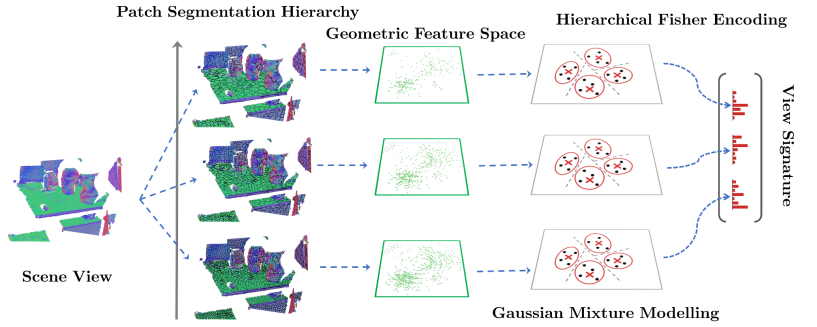 Patch Segmentation Hierarchy
Geometric Feature Space
Hierarchical Fisher Encoding
View Signature
Scene View
Gaussian Mixture Modelling